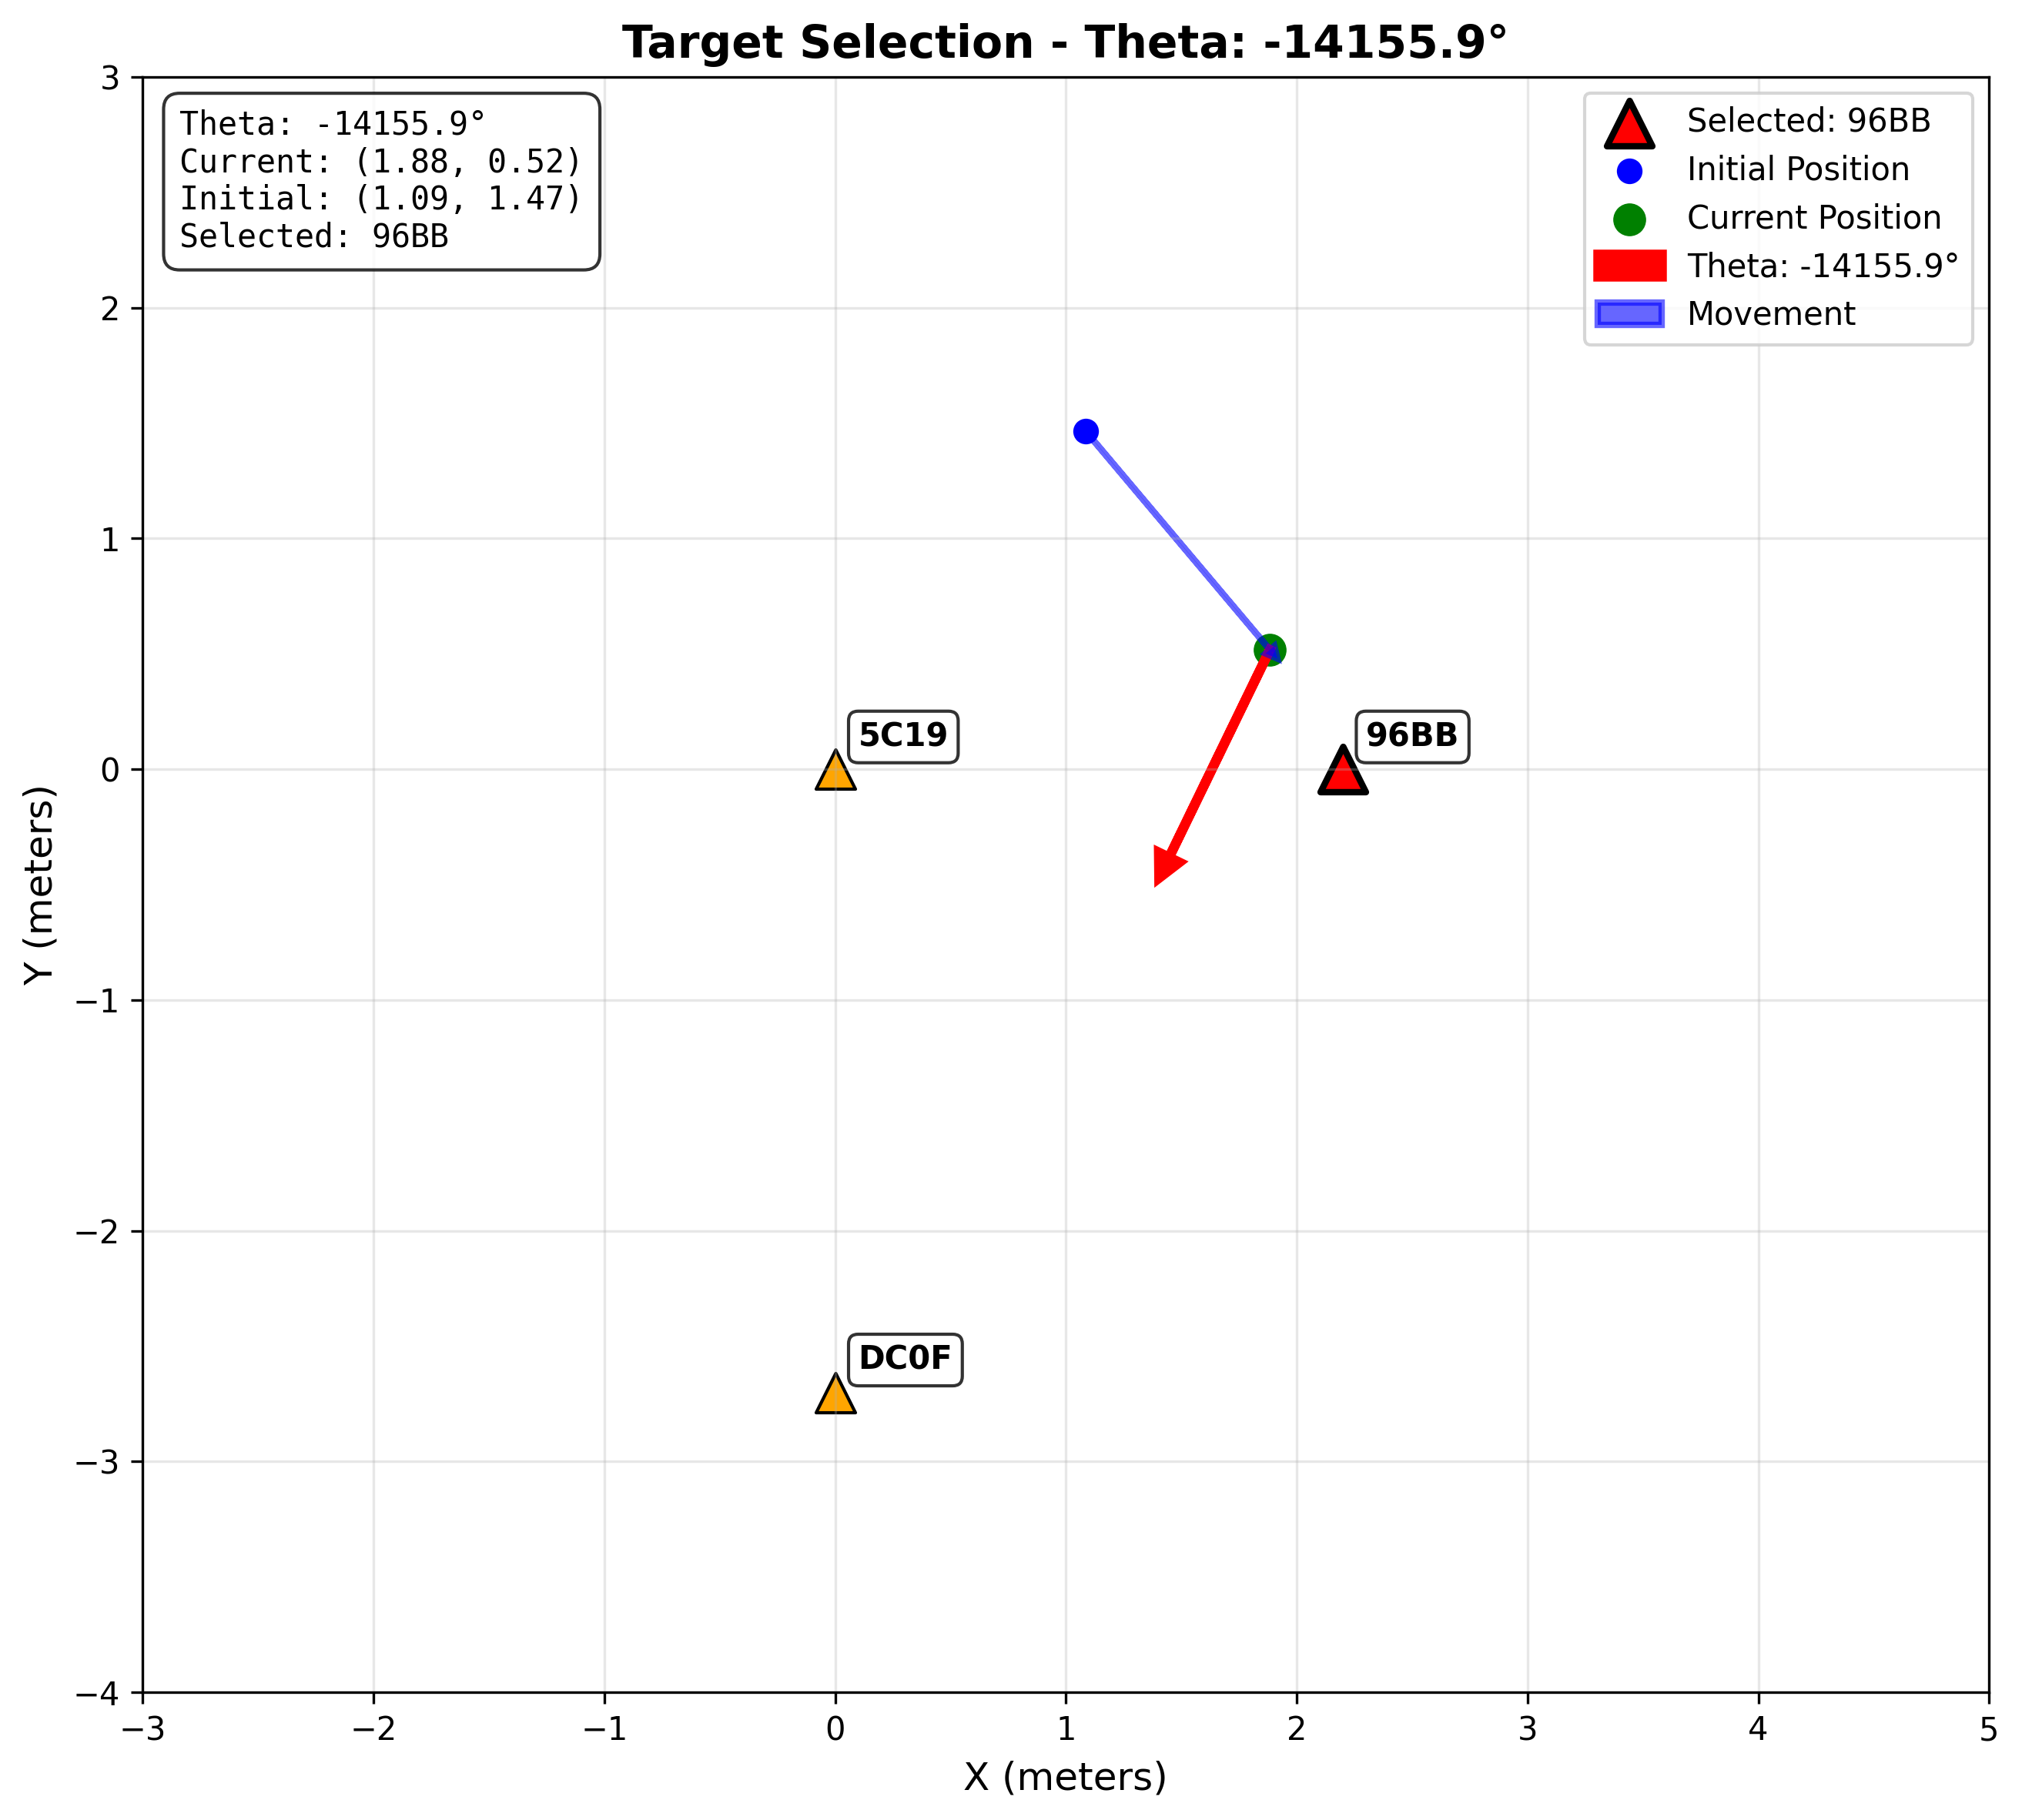 Target Selection - Theta: -14155.9°
Theta: -14155.9°
Current: (1.88, 0.52)
Initial: (1.09, 1.47)
Selected: 96BB
Selected: 96BB
Initial Position
Current Position
Theta: -14155.9°
Movement
3
2
1
0
−1
−2
−3
−4
Y (meters)
5C19
96BB
DC0F
−3
−2
−1
0
1
2
3
4
5
X (meters)